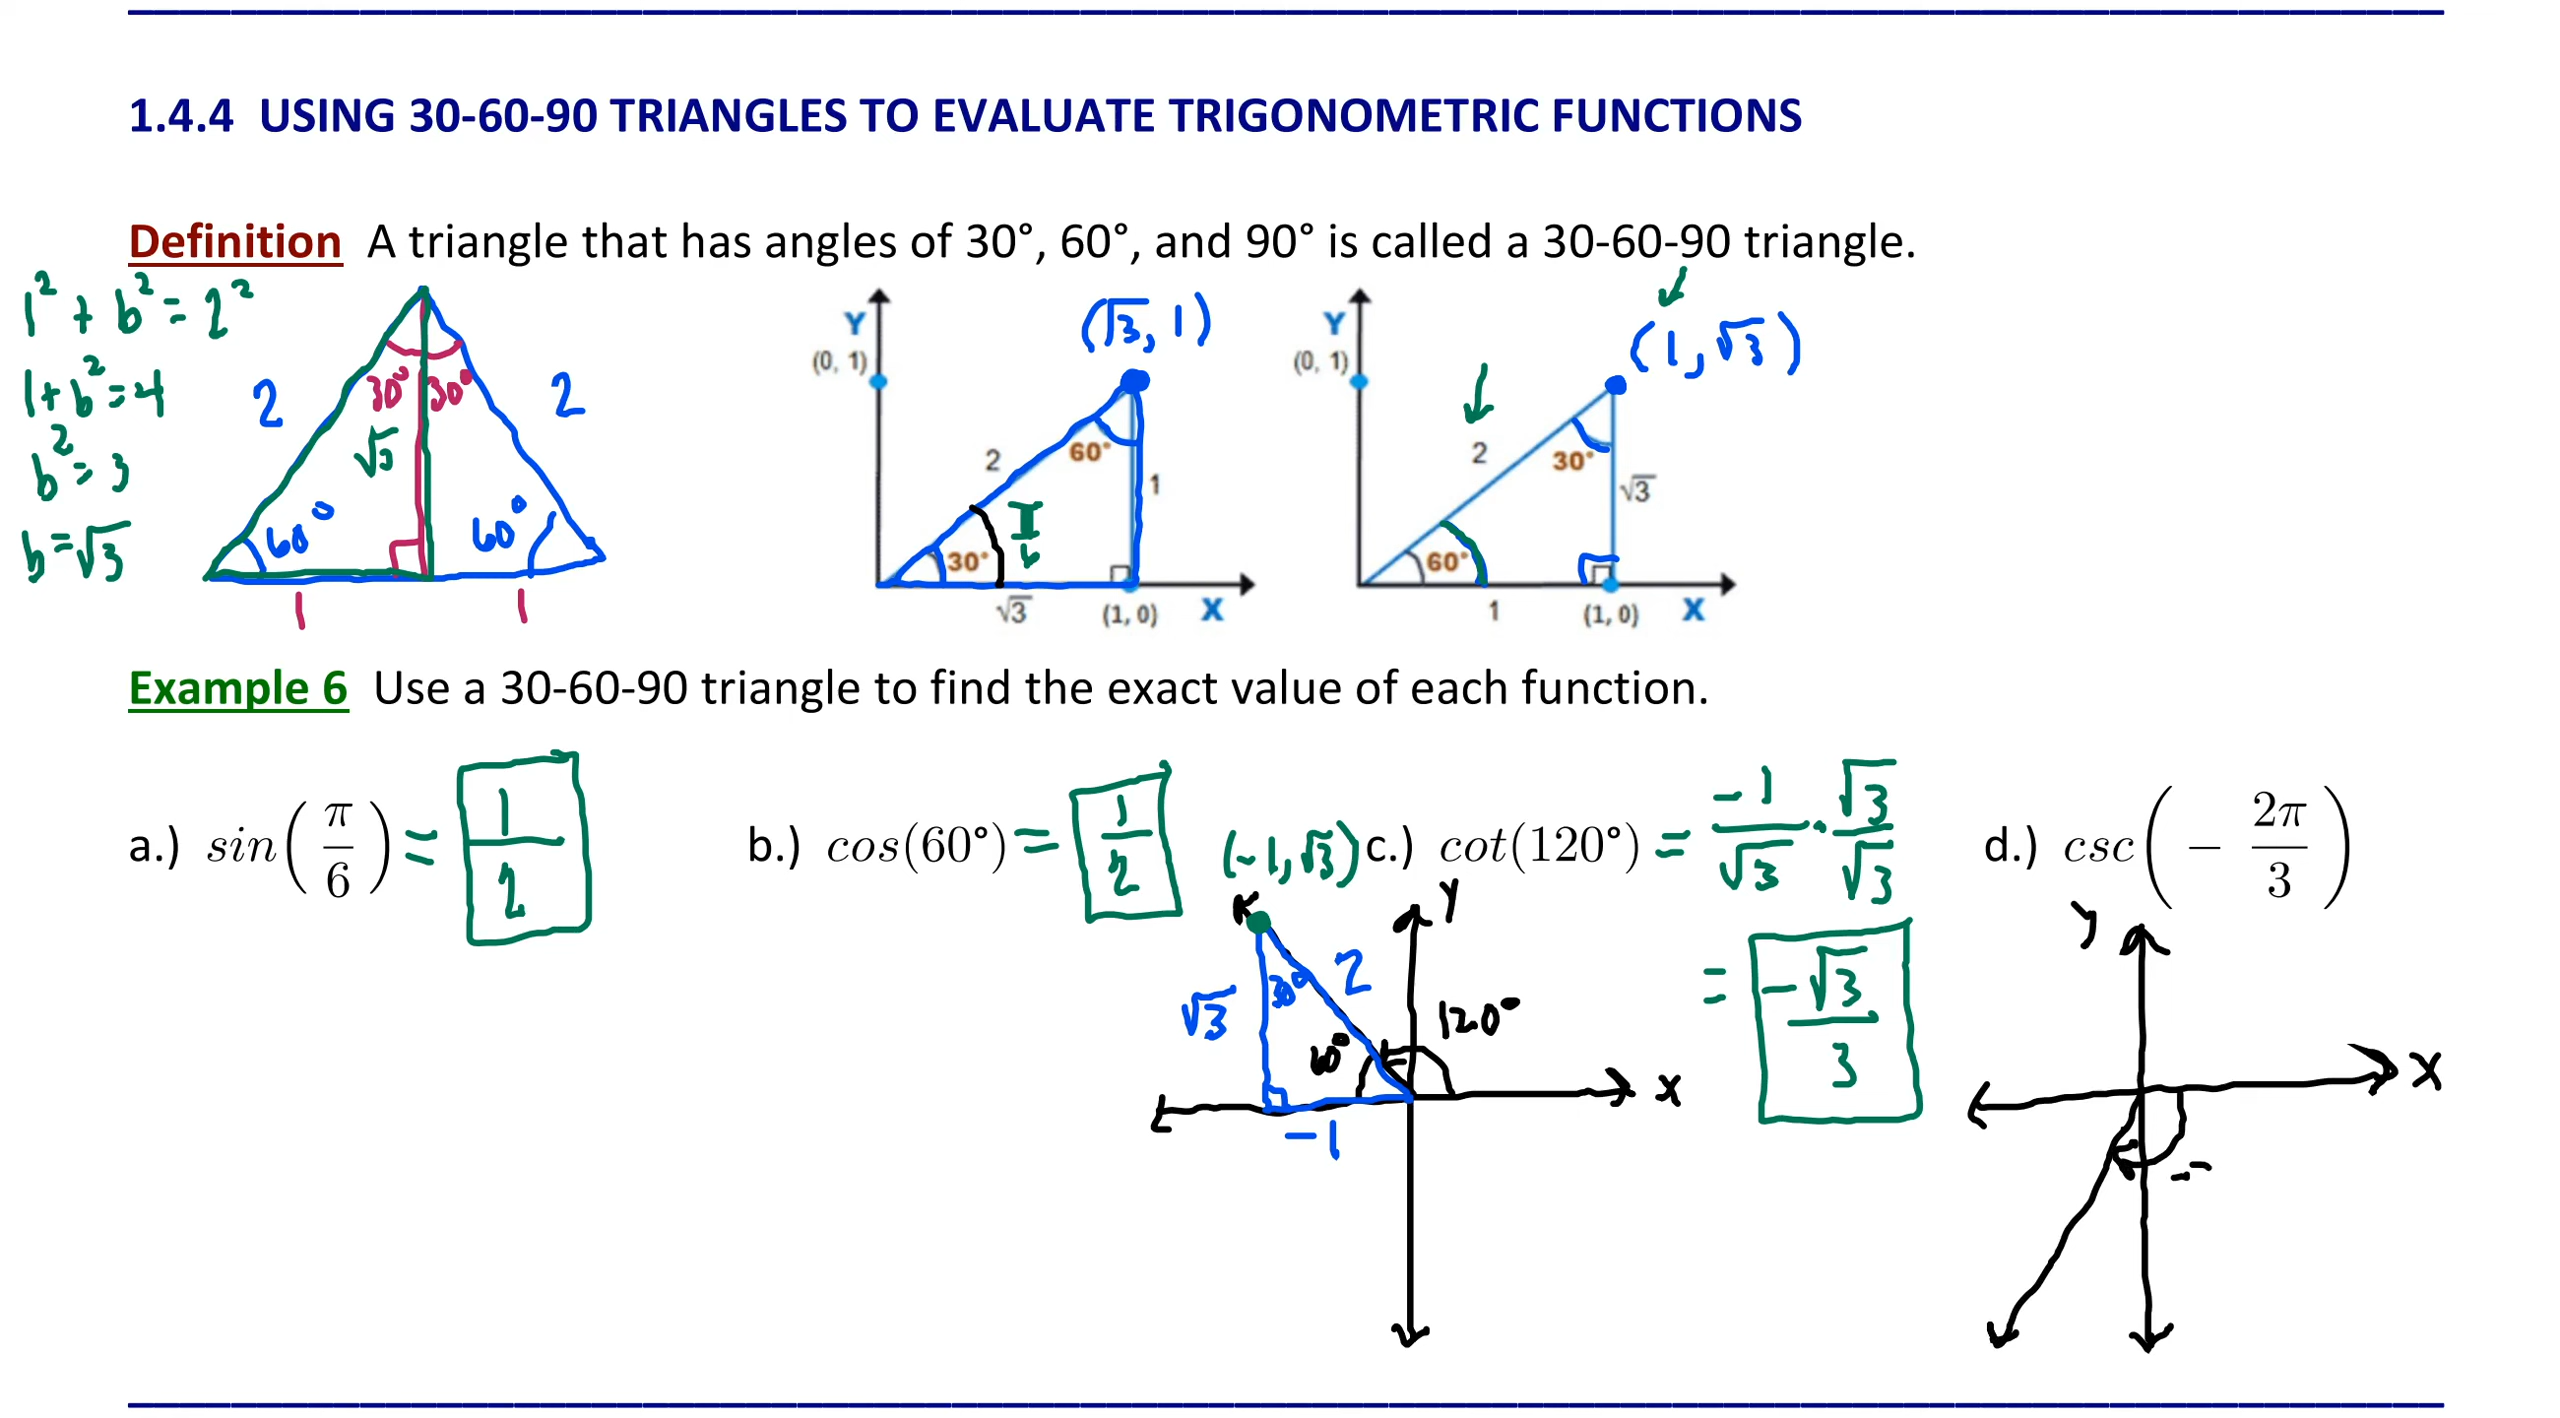 1.4.4 USING 30-60-90 TRIANGLES TO EVALUATE TRIGONOMETRIC FUNCTIONS
Definition A triangle that has angles of 30°, 60°, and 90° is called a 30-60-90 triangle.
1² + b² = 2²
1 + b² = 4
b² = 3
b = √3
2
2
30° 30°
√3
60° 60°
1 1
Y
(0, 1)
(√3, 1)
2
60°
1
π/6
30°
√3
(1, 0)
X
Y
(0, 1)
(1, √3)
2
30°
√3
60°
1
(1, 0)
X
Example 6 Use a 30-60-90 triangle to find the exact value of each function.
a.) sin(π/6) = 1/2
b.) cos(60°) = 1/2
(-1, √3)
c.) cot(120°) = -1/√3 · √3/√3
= -√3/3
Y
2
30°
√3
60°
120°
X
-1
d.) csc(- 2π/3)
Y
X